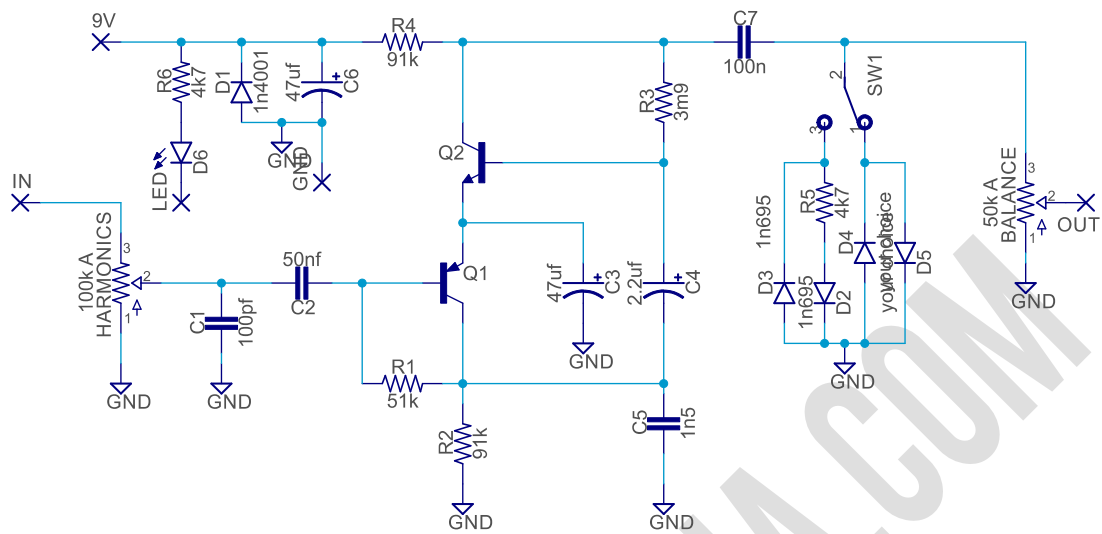 9V
R4
91k
C7
100n
R6
4k7
D1
1n4001
47uf
C6
GND
GND
LED
D6
Q2
R3
3m9
SW1
2
3
1
IN
3
100k A
HARMONICS
2
1
GND
C1
100pf
GND
50nf
C2
Q1
47uf
C3
GND
2.2uf
C4
R1
51k
R2
91k
GND
C5
1n5
GND
1n695
R5
4k7
D3
1n695
D2
D4
your choice
your choice
D5
GND
3
50k A
BALANCE
2
1
OUT
GND
.COM